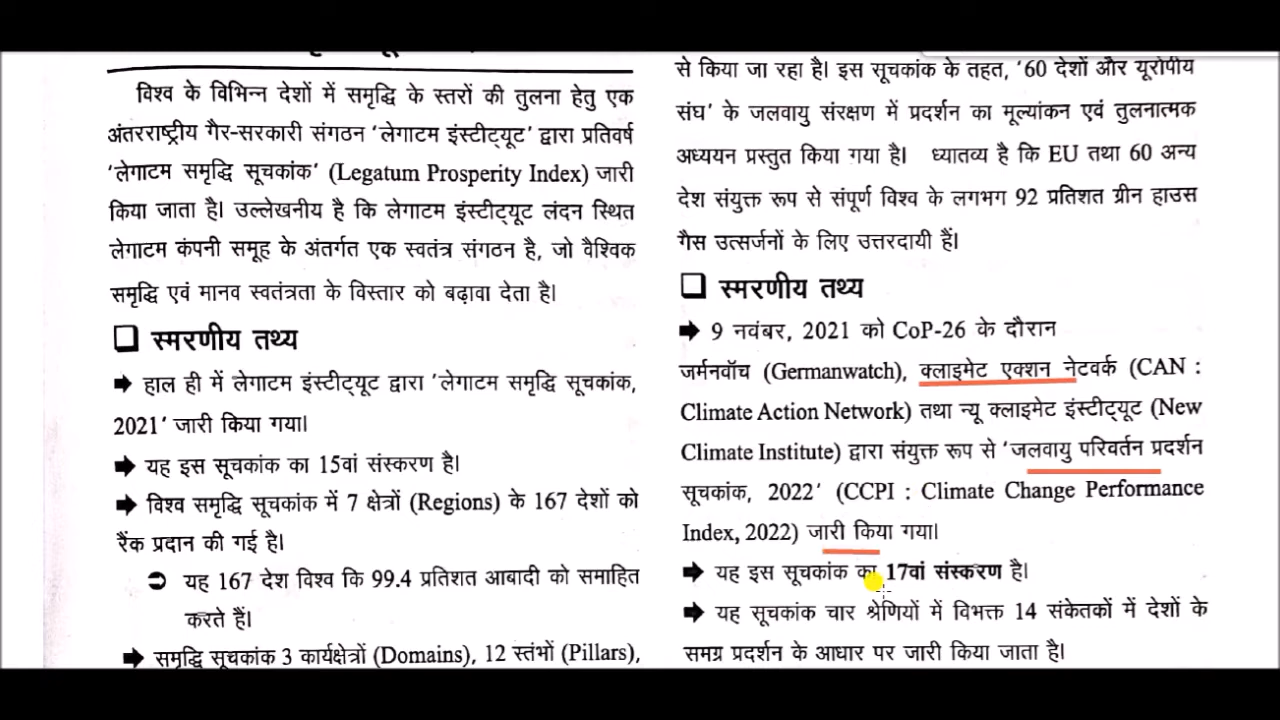 विश्व के विभिन्न देशों में समृद्धि के स्तरों की तुलना हेतु एक
अंतरराष्ट्रीय गैर-सरकारी संगठन 'लेगाटम इंस्टीट्यूट' द्वारा प्रतिवर्ष
'लेगाटम समृद्धि सूचकांक' (Legatum Prosperity Index) जारी
किया जाता है। उल्लेखनीय है कि लेगाटम इंस्टीट्यूट लंदन स्थित
लेगाटम कंपनी समूह के अंतर्गत एक स्वतंत्र संगठन है, जो वैश्विक
समृद्धि एवं मानव स्वतंत्रता के विस्तार को बढ़ावा देता है।
❑ स्मरणीय तथ्य
➡ हाल ही में लेगाटम इंस्टीट्यूट द्वारा 'लेगाटम समृद्धि सूचकांक,
2021' जारी किया गया।
➡ यह इस सूचकांक का 15वां संस्करण है।
➡ विश्व समृद्धि सूचकांक में 7 क्षेत्रों (Regions) के 167 देशों को
रैंक प्रदान की गई है।
➲ यह 167 देश विश्व कि 99.4 प्रतिशत आबादी को समाहित
करते हैं।
➡ समृद्धि सूचकांक 3 कार्यक्षेत्रों (Domains), 12 स्तंभों (Pillars),
से किया जा रहा है। इस सूचकांक के तहत, '60 देशों और यूरोपीय
संघ' के जलवायु संरक्षण में प्रदर्शन का मूल्यांकन एवं तुलनात्मक
अध्ययन प्रस्तुत किया गया है। ध्यातव्य है कि EU तथा 60 अन्य
देश संयुक्त रूप से संपूर्ण विश्व के लगभग 92 प्रतिशत ग्रीन हाउस
गैस उत्सर्जनों के लिए उत्तरदायी हैं।
❑ स्मरणीय तथ्य
➡ 9 नवंबर, 2021 को CoP-26 के दौरान
जर्मनवॉच (Germanwatch), क्लाइमेट एक्शन नेटवर्क (CAN :
Climate Action Network) तथा न्यू क्लाइमेट इंस्टीट्यूट (New
Climate Institute) द्वारा संयुक्त रूप से 'जलवायु परिवर्तन प्रदर्शन
सूचकांक, 2022' (CCPI : Climate Change Performance
Index, 2022) जारी किया गया।
➡ यह इस सूचकांक का 17वां संस्करण है।
➡ यह सूचकांक चार श्रेणियों में विभक्त 14 संकेतकों में देशों के
समग्र प्रदर्शन के आधार पर जारी किया जाता है।